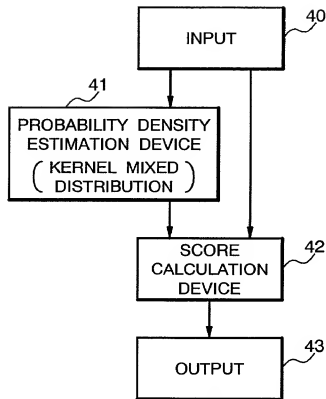 40
INPUT
41
PROBABILITY DENSITY
ESTIMATION DEVICE
( KERNEL MIXED
DISTRIBUTION )
42
SCORE
CALCULATION
DEVICE
43
OUTPUT